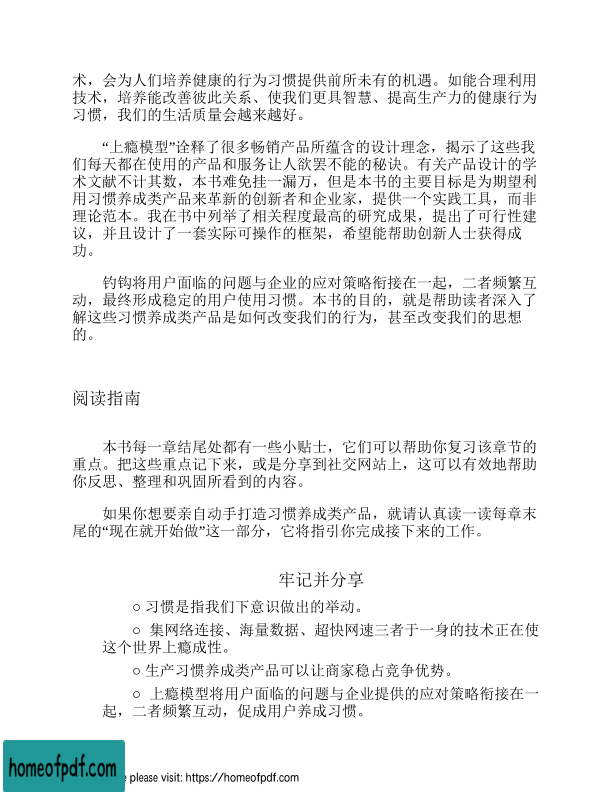 术，会为人们培养健康的行为习惯提供前所未有的机遇。如能合理利用
技术，培养能改善彼此关系、使我们更具智慧、提高生产力的健康行为
习惯，我们的生活质量会越来越好。
“上瘾模型”诠释了很多畅销产品所蕴含的设计理念，揭示了这些我
们每天都在使用的产品和服务让人欲罢不能的秘诀。有关产品设计的学
术文献不计其数，本书难免挂一漏万，但是本书的主要目标是为期望利
用习惯养成类产品来革新的创新者和企业家，提供一个实践工具，而非
理论范本。我在书中列举了相关程度最高的研究成果，提出了可行性建
议，并且设计了一套实际可操作的框架，希望能帮助创新人士获得成
功。
钓钩将用户面临的问题与企业的应对策略衔接在一起，二者频繁互
动，最终形成稳定的用户使用习惯。本书的目的，就是帮助读者深入了
解这些习惯养成类产品是如何改变我们的行为，甚至改变我们的思想
的。
阅读指南
本书每一章结尾处都有一些小贴士，它们可以帮助你复习该章节的
重点。把这些重点记下来，或是分享到社交网站上，这可以有效地帮助
你反思、整理和巩固所看到的内容。
如果你想要亲自动手打造习惯养成类产品，就请认真读一读每章末
尾的“现在就开始做”这一部分，它将指引你完成接下来的工作。
牢记并分享
○ 习惯是指我们下意识做出的举动。
○ 集网络连接、海量数据、超快网速三者于一身的技术正在使
这个世界上瘾成性。
○ 生产习惯养成类产品可以让商家稳占竞争优势。
○ 上瘾模型将用户面临的问题与企业提供的应对策略衔接在一
起，二者频繁互动，促成用户养成习惯。
homeofpdf.com
e please visit: https://homeofpdf.com